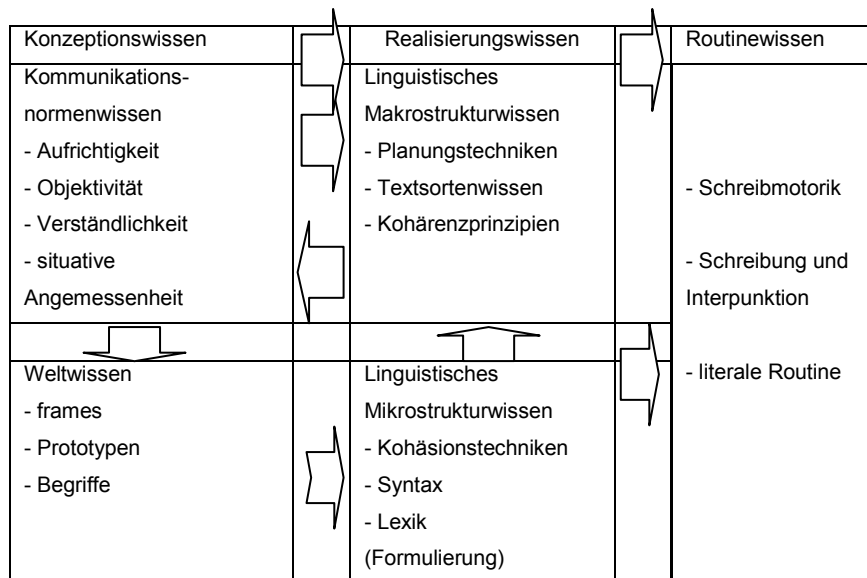 Konzeptionswissen
Realisierungswissen
Routinewissen
Kommunikations-
normenwissen
- Aufrichtigkeit
- Objektivität
- Verständlichkeit
- situative
Angemessenheit
Linguistisches
Makrostrukturwissen
- Planungstechniken
- Textsortenwissen
- Kohärenzprinzipien
- Schreibmotorik
- Schreibung und
Interpunktion
- literale Routine
Weltwissen
- frames
- Prototypen
- Begriffe
Linguistisches
Mikrostrukturwissen
- Kohäsionstechniken
- Syntax
- Lexik
(Formulierung)